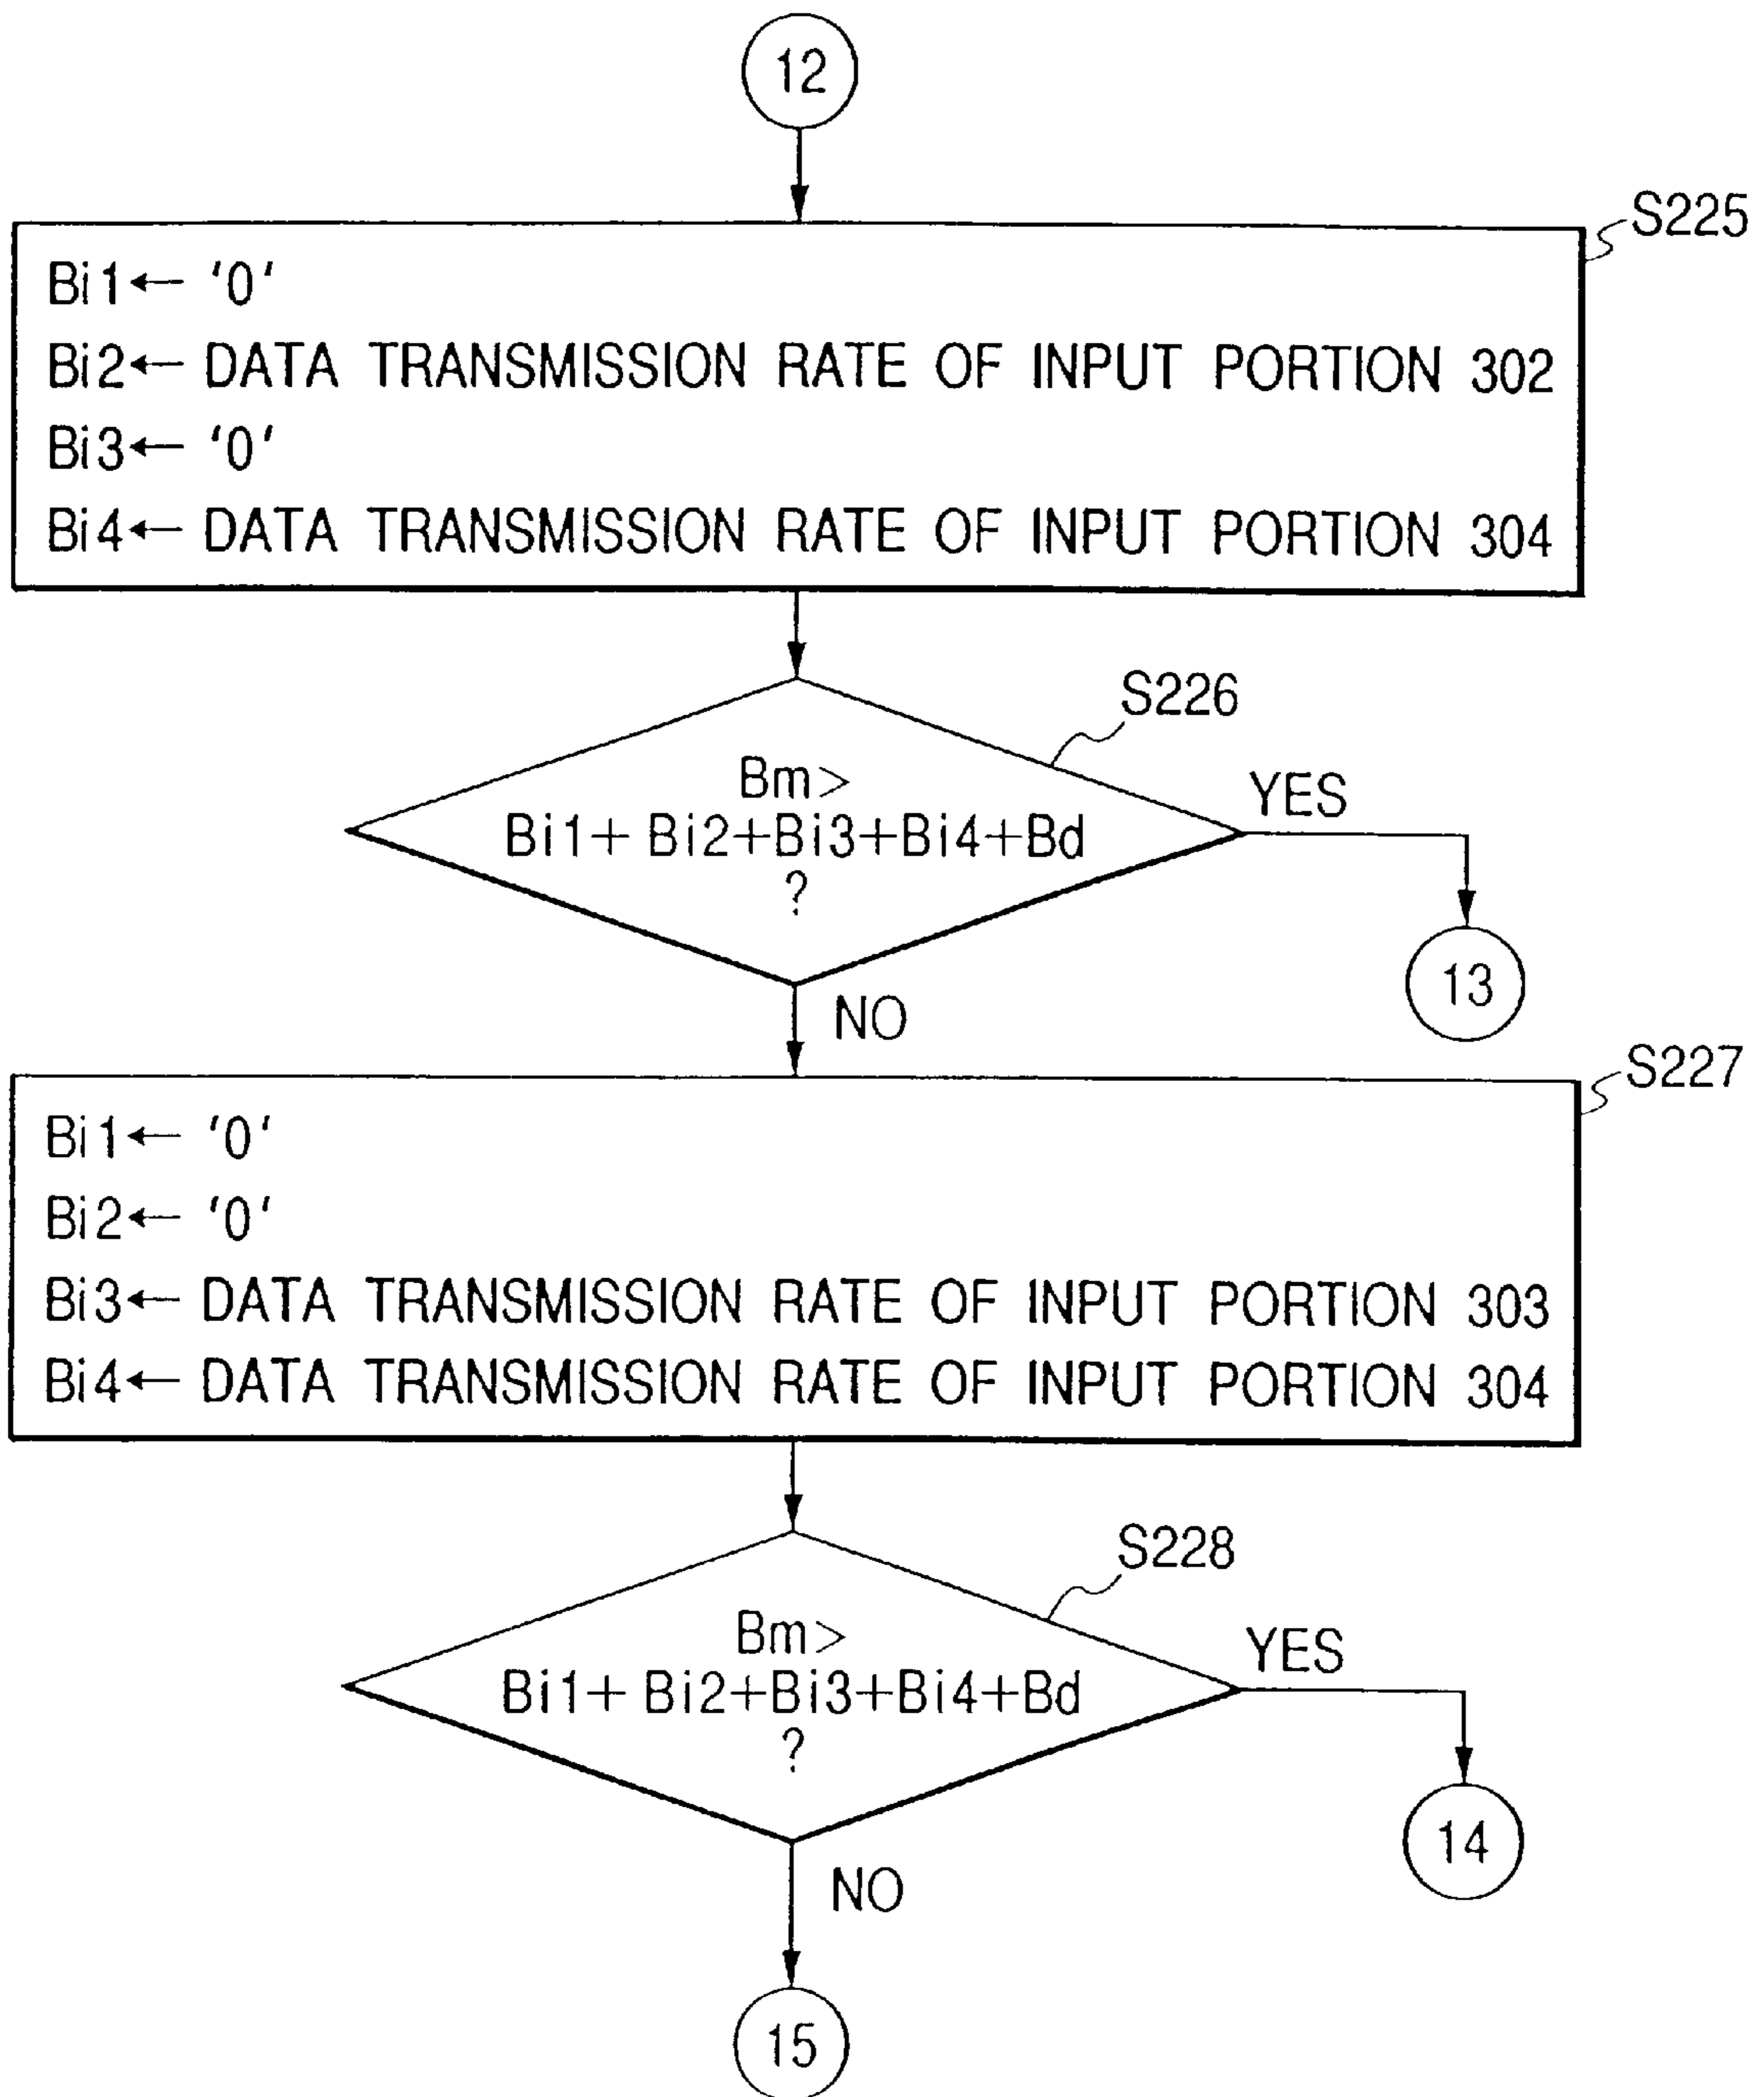 12
S225
Bi1← '0'
Bi2← DATA TRANSMISSION RATE OF INPUT PORTION 302
Bi3← '0'
Bi4← DATA TRANSMISSION RATE OF INPUT PORTION 304
S226
Bm>
Bi1+ Bi2+Bi3+Bi4+Bd
?
YES
13
NO
S227
Bi1← '0'
Bi2← '0'
Bi3← DATA TRANSMISSION RATE OF INPUT PORTION 303
Bi4← DATA TRANSMISSION RATE OF INPUT PORTION 304
S228
Bm>
Bi1+ Bi2+Bi3+Bi4+Bd
?
YES
14
NO
15